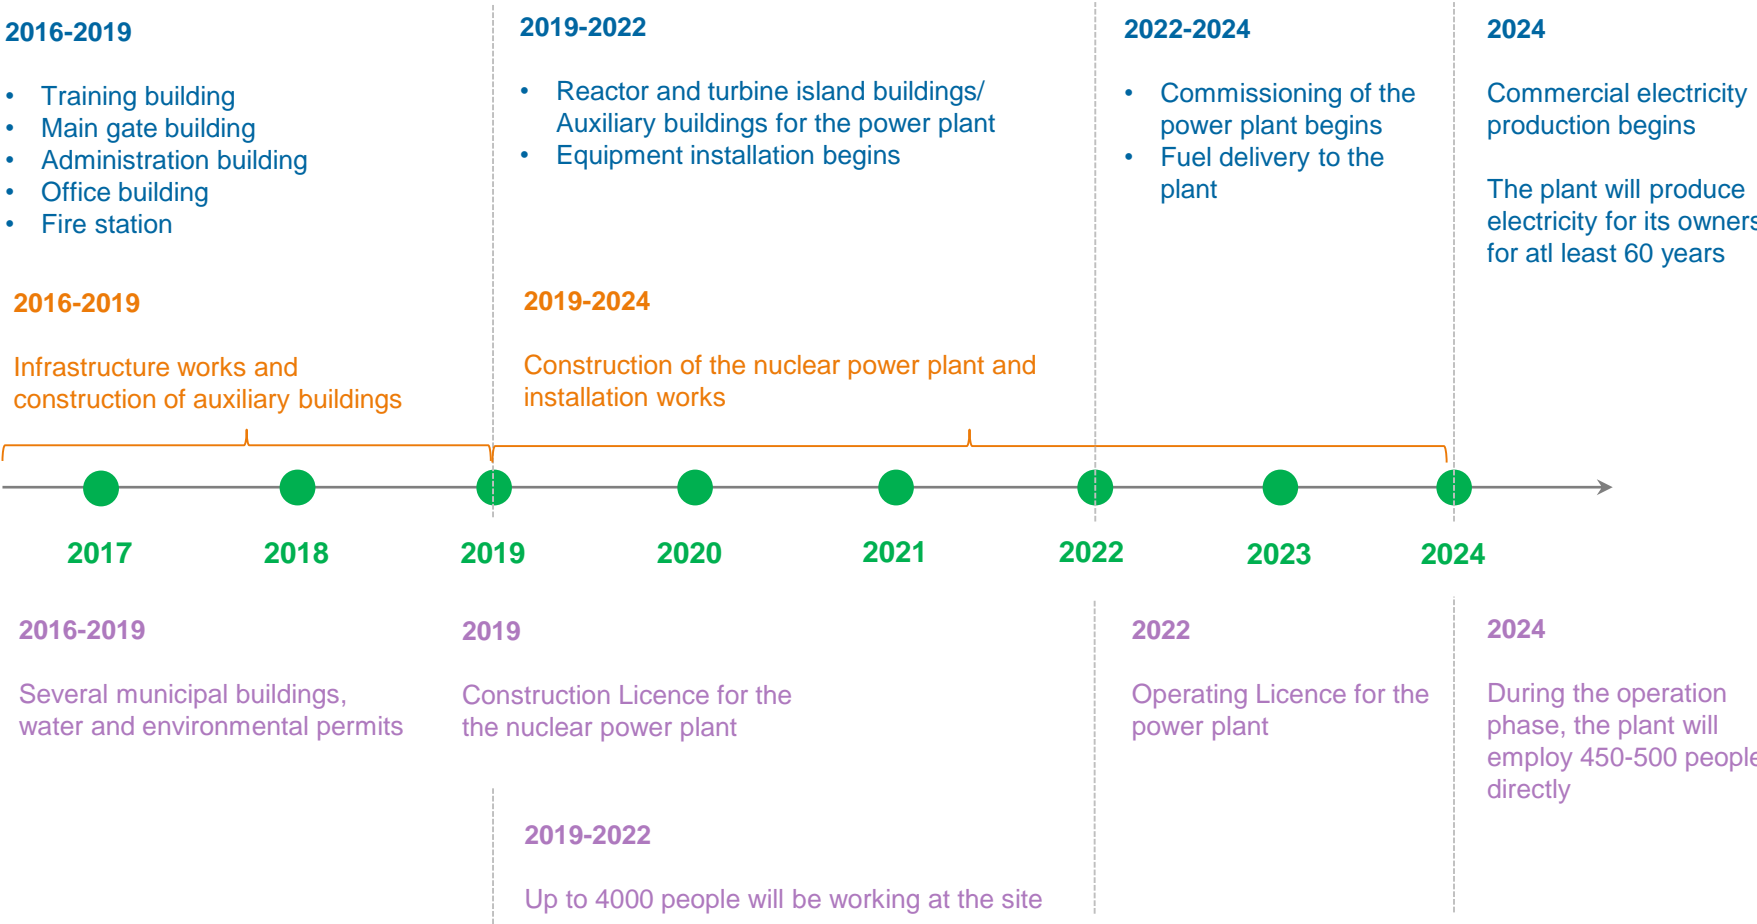 2016-2019
• Training building
• Main gate building
• Administration building
• Office building
• Fire station
2019-2022
• Reactor and turbine island buildings/
Auxiliary buildings for the power plant
• Equipment installation begins
2022-2024
• Commissioning of the
power plant begins
• Fuel delivery to the
plant
2024
Commercial electricity
production begins
The plant will produce
electricity for its owners
for atl least 60 years
2016-2019
Infrastructure works and
construction of auxiliary buildings
2019-2024
Construction of the nuclear power plant and
installation works
2017
2018
2019
2020
2021
2022
2023
2024
2016-2019
Several municipal buildings,
water and environmental permits
2019
Construction Licence for the
the nuclear power plant
2019-2022
Up to 4000 people will be working at the site
2022
Operating Licence for the
power plant
2024
During the operation
phase, the plant will
employ 450-500 people
directly